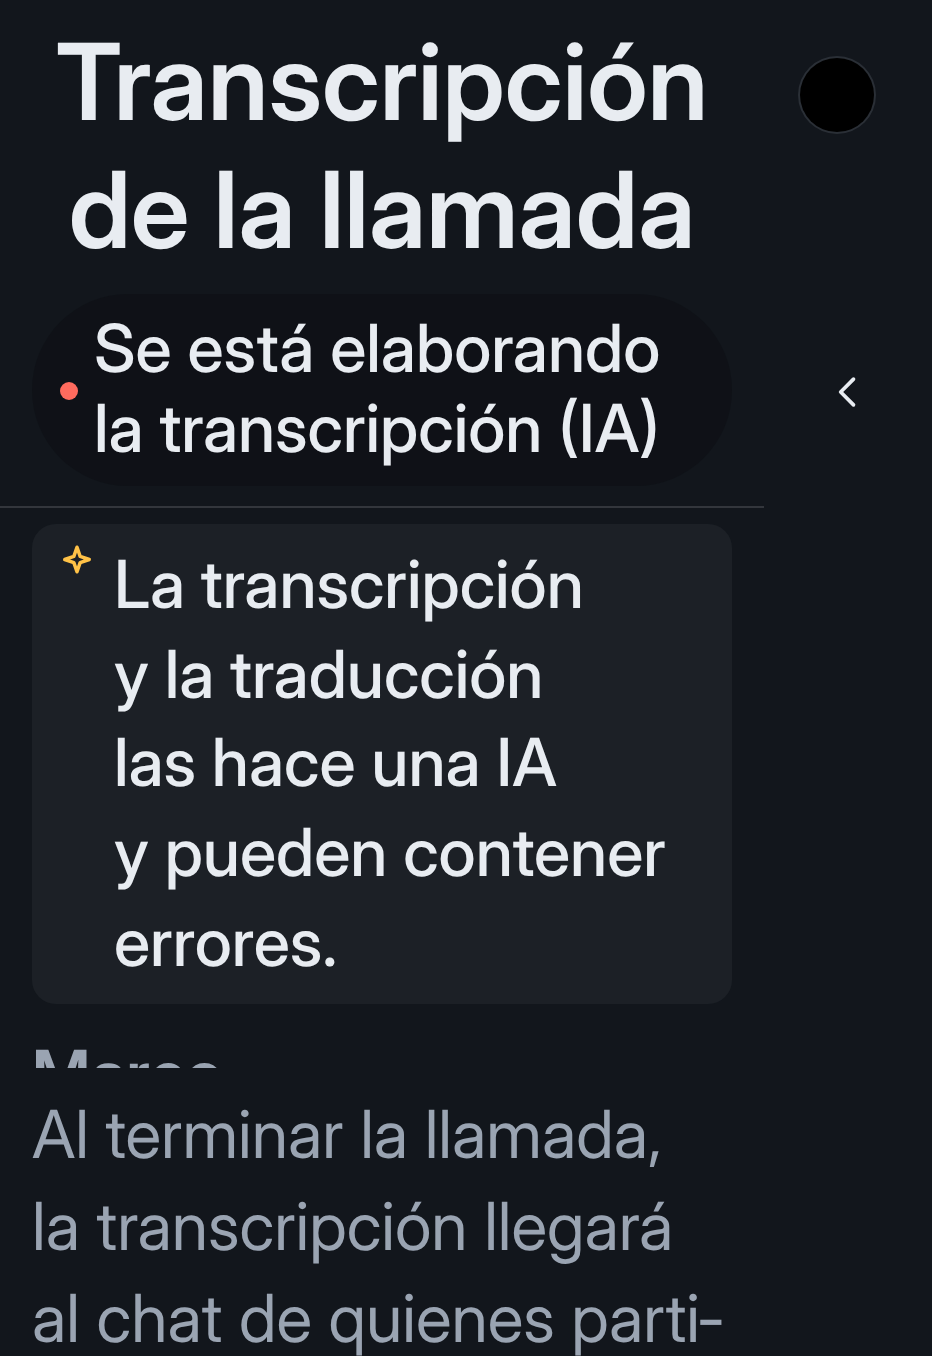 Transcripción
de la llamada
Se está elaborando
la transcripción (IA)
La transcripción
y la traducción
las hace una IA
y pueden contener
errores.
Al terminar la llamada,
la transcripción llegará
al chat de quienes parti-